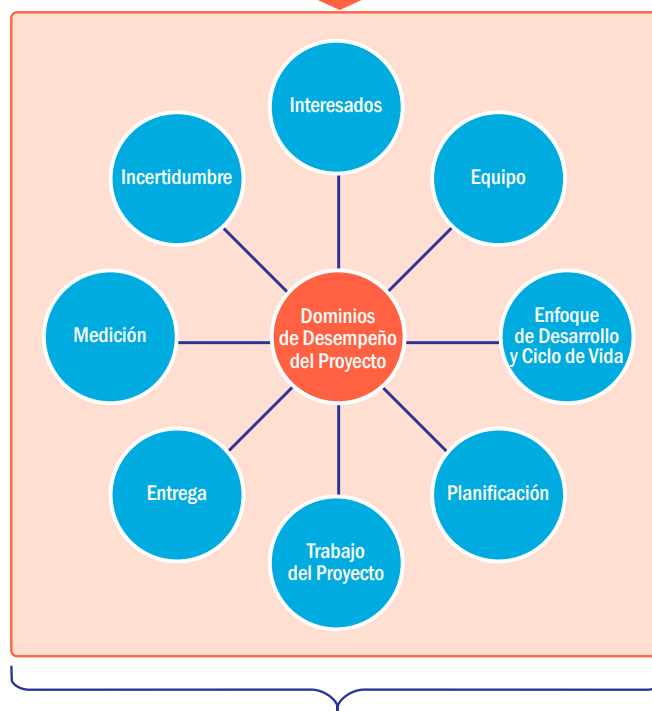 Interesados
Equipo
Enfoque
de Desarrollo
y Ciclo de Vida
Planificación
Trabajo
del Proyecto
Entrega
Medición
Incertidumbre
Dominios
de Desempeño
del Proyecto